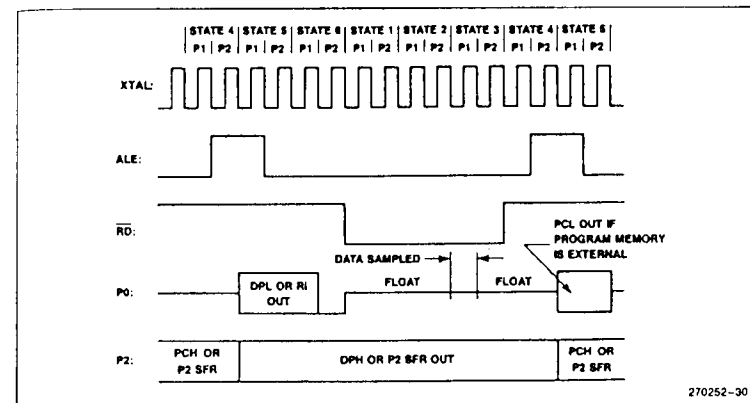 STATE 4 STATE 5 STATE 6 STATE 1 STATE 2 STATE 3 STATE 4 STATE 5
P1 P2 P1 P2 P1 P2 P1 P2 P1 P2 P1 P2 P1 P2 P1 P2
XTAL:
ALE:
RD:
PCL OUT IF
PROGRAM MEMORY
IS EXTERNAL
DATA SAMPLED
P0:
DPL OR Ri
OUT
FLOAT
FLOAT
P2:
PCH OR
P2 SFR
DPH OR P2 SFR OUT
PCH OR
P2 SFR
270252-30